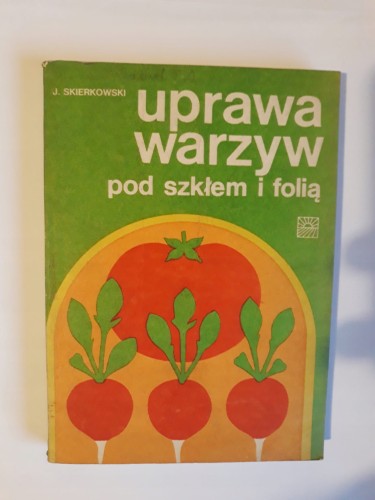 J. SKIERKOWSKI
uprawa
warzyw
pod szkłem i folią